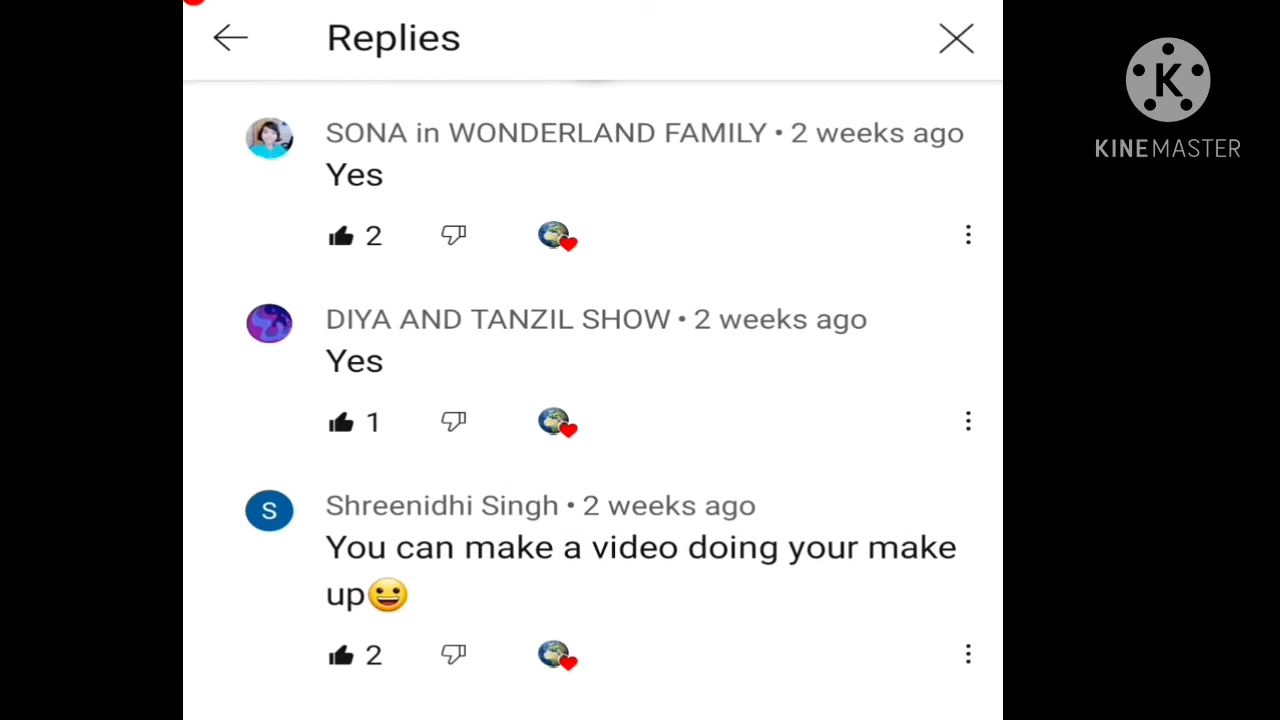 Replies
SONA in WONDERLAND FAMILY • 2 weeks ago
Yes
2
DIYA AND TANZIL SHOW • 2 weeks ago
Yes
1
S
Shreenidhi Singh • 2 weeks ago
You can make a video doing your make
up😀
2
K
KINEMASTER